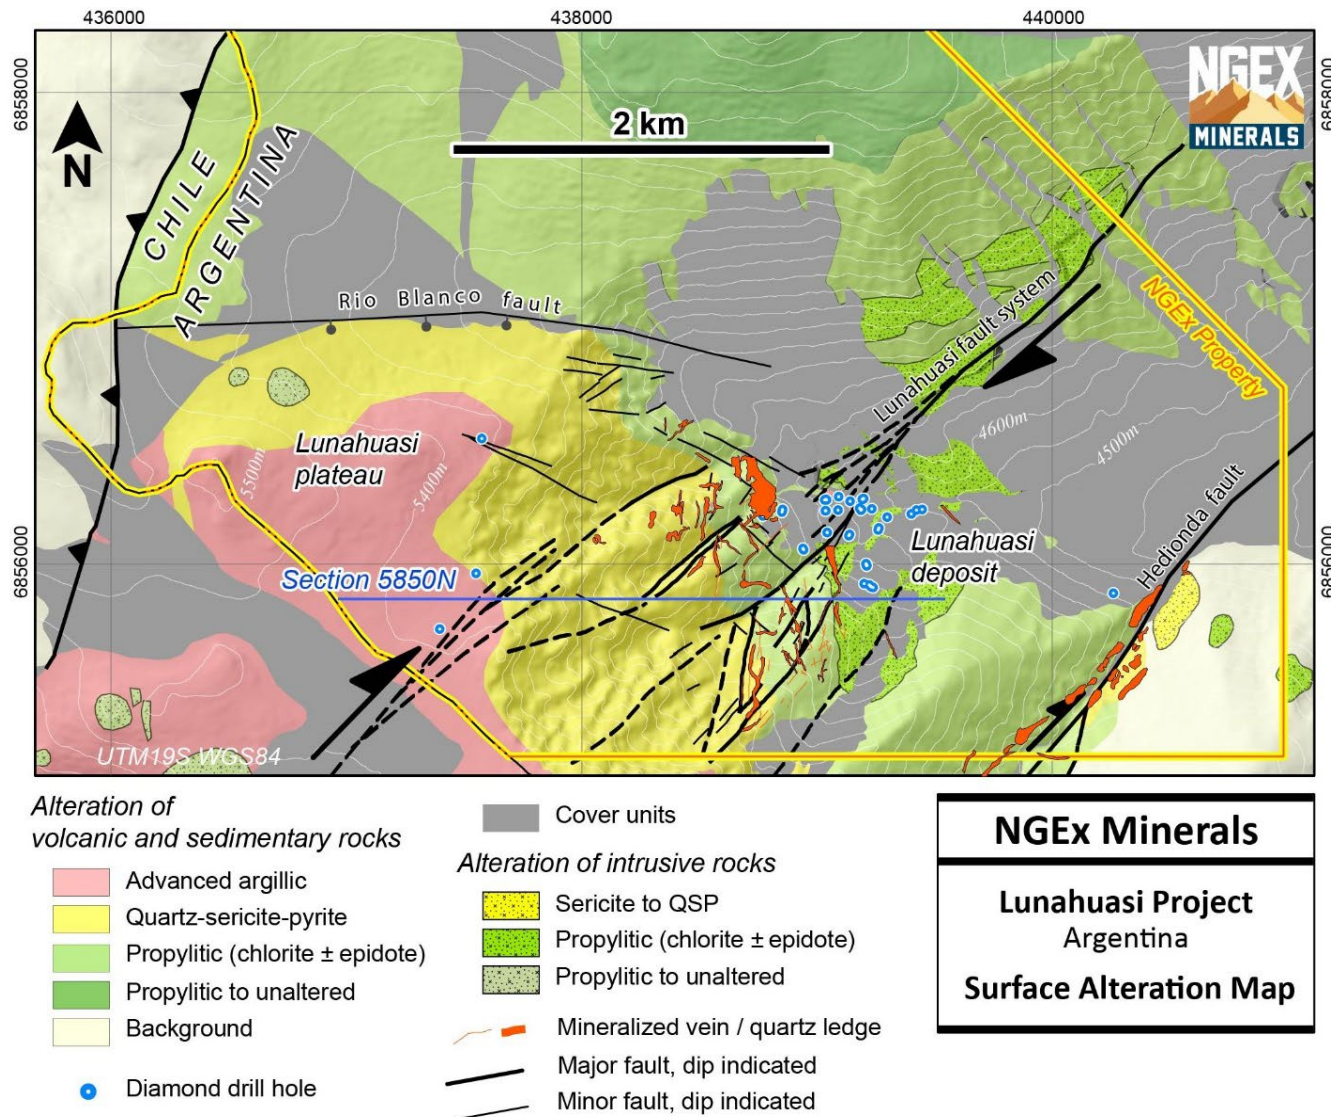 436000
438000
440000
6858000
6858000
NGEX
MINERALS
N
2 km
CHILE
ARGENTINA
Rio Blanco fault
Lunahuasi fault system
NGEx Property
Lunahuasi
plateau
5500m
5400m
4600m
4500m
Hedionda fault
Lunahuasi
deposit
6856000
6856000
Section 5850N
UTM19S WGS84
Alteration of
volcanic and sedimentary rocks
Advanced argillic
Quartz-sericite-pyrite
Propylitic (chlorite ± epidote)
Propylitic to unaltered
Background
Diamond drill hole
Cover units
Alteration of intrusive rocks
Sericite to QSP
Propylitic (chlorite ± epidote)
Propylitic to unaltered
Mineralized vein / quartz ledge
Major fault, dip indicated
Minor fault, dip indicated
NGEx Minerals
Lunahuasi Project
Argentina
Surface Alteration Map